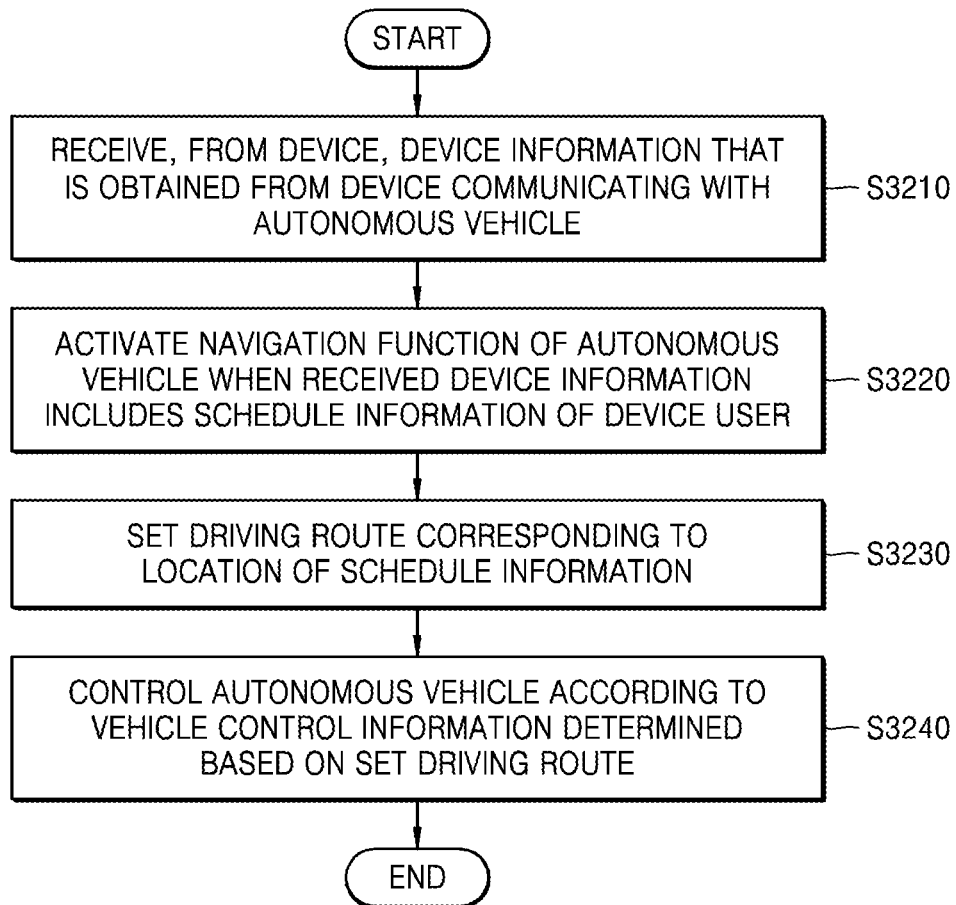 START
RECEIVE, FROM DEVICE, DEVICE INFORMATION THAT
IS OBTAINED FROM DEVICE COMMUNICATING WITH
AUTONOMOUS VEHICLE
S3210
ACTIVATE NAVIGATION FUNCTION OF AUTONOMOUS
VEHICLE WHEN RECEIVED DEVICE INFORMATION
INCLUDES SCHEDULE INFORMATION OF DEVICE USER
S3220
SET DRIVING ROUTE CORRESPONDING TO
LOCATION OF SCHEDULE INFORMATION
S3230
CONTROL AUTONOMOUS VEHICLE ACCORDING TO
VEHICLE CONTROL INFORMATION DETERMINED
BASED ON SET DRIVING ROUTE
S3240
END